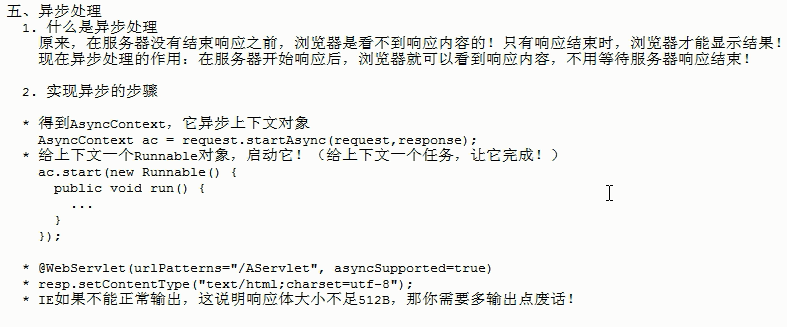 五、异步处理
1. 什么是异步处理
原来，在服务器没有结束响应之前，浏览器是看不到响应内容的！只有响应结束时，浏览器才能显示结果！
现在异步处理的作用：在服务器开始响应后，浏览器就可以看到响应内容，不用等待服务器响应结束！
2. 实现异步的步骤
* 得到AsyncContext，它异步上下文对象
AsyncContext ac = request.startAsync(request,response);
* 给上下文一个Runnable对象，启动它！（给上下文一个任务，让它完成！）
ac.start(new Runnable() {
public void run() {
...
}
});
* @WebServlet(urlPatterns="/AServlet", asyncSupported=true)
* resp.setContentType("text/html;charset=utf-8");
* IE如果不能正常输出，这说明响应体大小不足512B，那你需要多输出点废话！